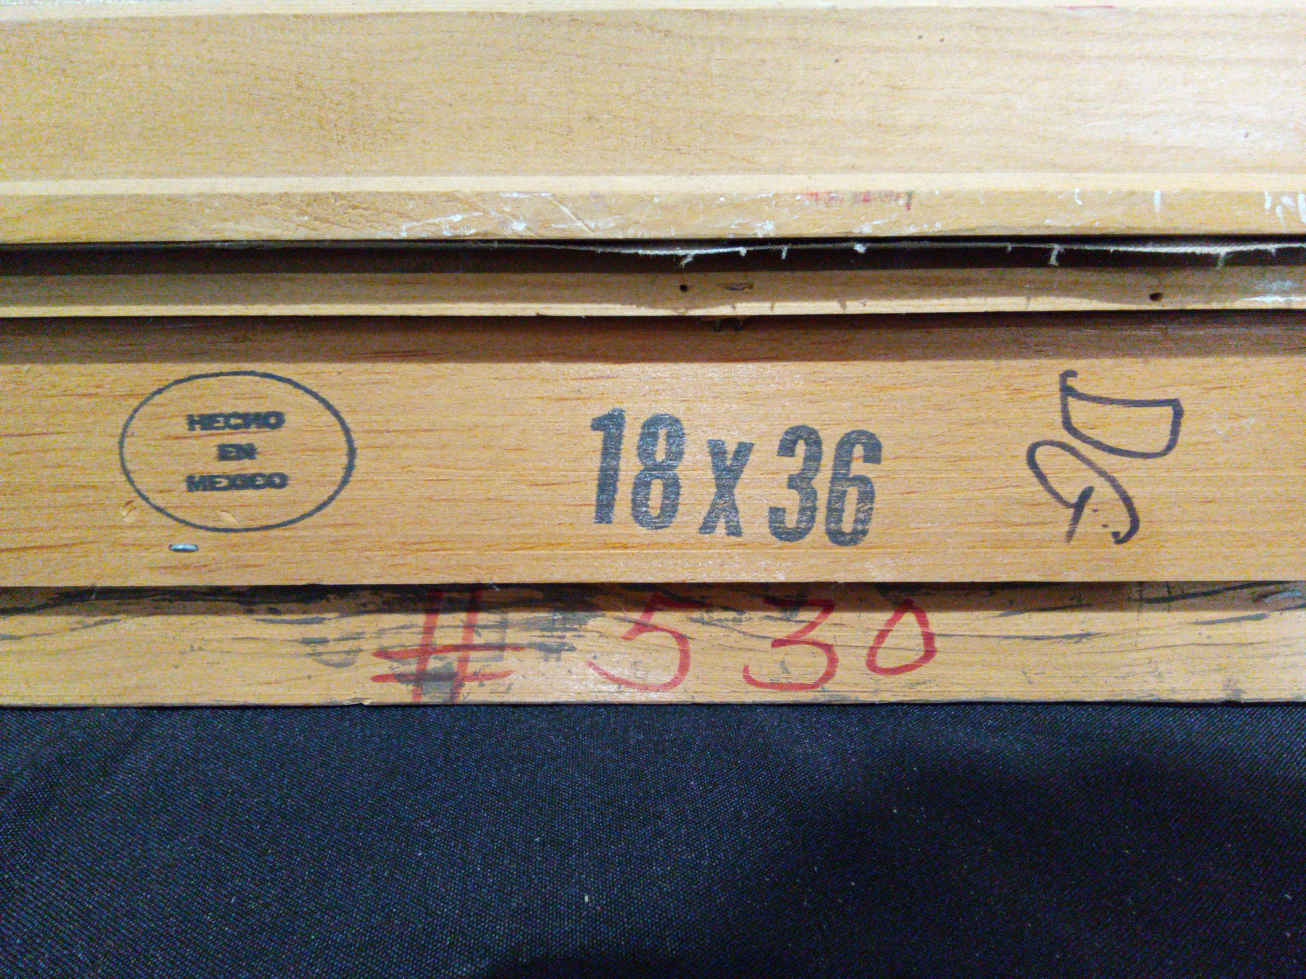 HECHO
EN
MEXICO
18 x 36
# 530